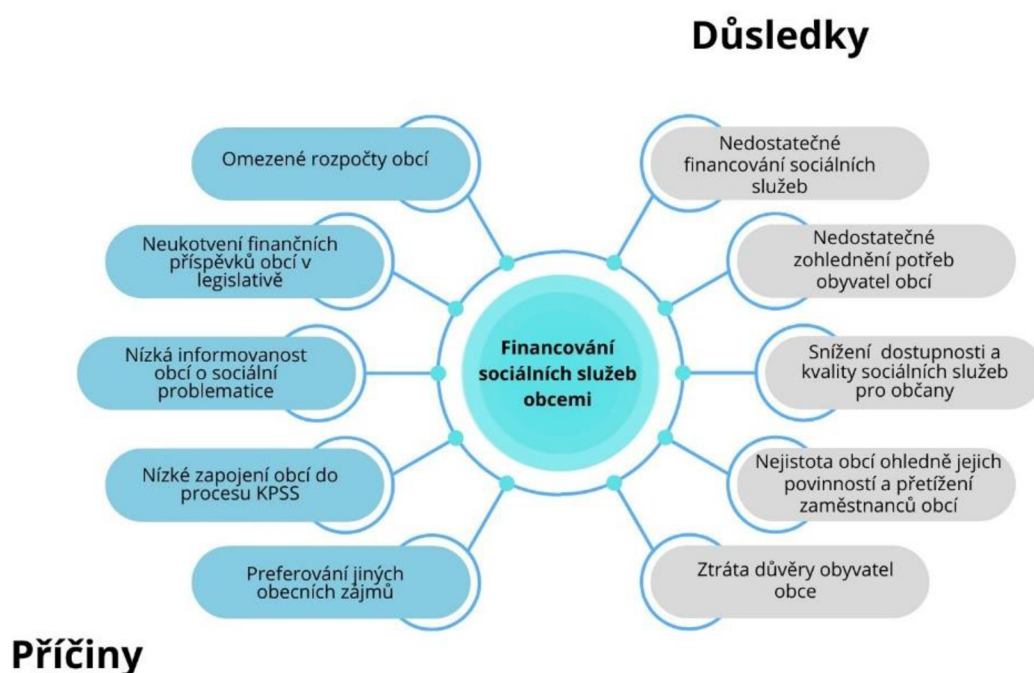 Důsledky
Omezené rozpočty obcí
Neukotvení finančních
příspěvků obcí v
legislativě
Nízká informovanost
obcí o sociální
problematice
Nízké zapojení obcí do
procesu KPSS
Preferování jiných
obecních zájmů
Financování
sociálních služeb
obcemi
Nedostatečné
financování sociálních
služeb
Nedostatečné
zohlednění potřeb
obyvatel obcí
Snížení  dostupnosti a
kvality sociálních služeb
pro občany
Nejistota obcí ohledně jejich
povinností a přetížení
zaměstnanců obcí
Ztráta důvěry obyvatel
obce
Příčiny